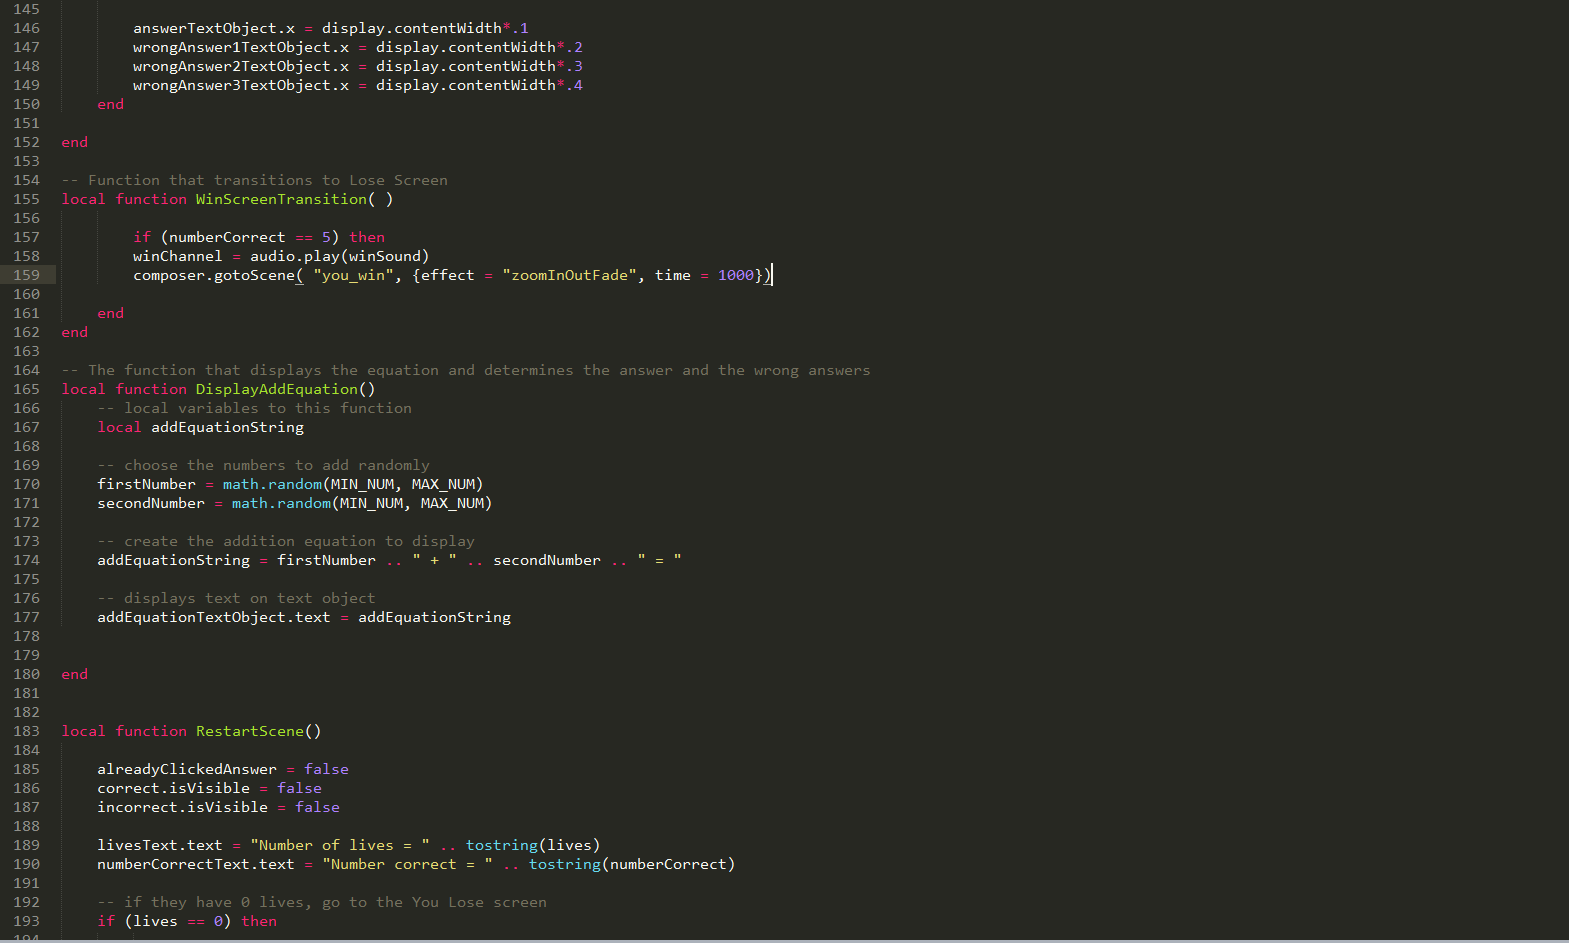 145
146 answerTextObject.x = display.contentWidth*.1
147 wrongAnswer1TextObject.x = display.contentWidth*.2
148 wrongAnswer2TextObject.x = display.contentWidth*.3
149 wrongAnswer3TextObject.x = display.contentWidth*.4
150 end
151
152 end
153
154 -- Function that transitions to Lose Screen
155 local function WinScreenTransition( )
156
157 if (numberCorrect == 5) then
158 winChannel = audio.play(winSound)
159 composer.gotoScene( "you_win", {effect = "zoomInOutFade", time = 1000})
160
161 end
162 end
163
164 -- The function that displays the equation and determines the answer and the wrong answers
165 local function DisplayAddEquation()
166 -- local variables to this function
167 local addEquationString
168
169 -- choose the numbers to add randomly
170 firstNumber = math.random(MIN_NUM, MAX_NUM)
171 secondNumber = math.random(MIN_NUM, MAX_NUM)
172
173 -- create the addition equation to display
174 addEquationString = firstNumber .. " + " .. secondNumber .. " = "
175
176 -- displays text on text object
177 addEquationTextObject.text = addEquationString
178
179
180 end
181
182
183 local function RestartScene()
184
185 alreadyClickedAnswer = false
186 correct.isVisible = false
187 incorrect.isVisible = false
188
189 livesText.text = "Number of lives = " .. tostring(lives)
190 numberCorrectText.text = "Number correct = " .. tostring(numberCorrect)
191
192 -- if they have 0 lives, go to the You Lose screen
193 if (lives == 0) then
194